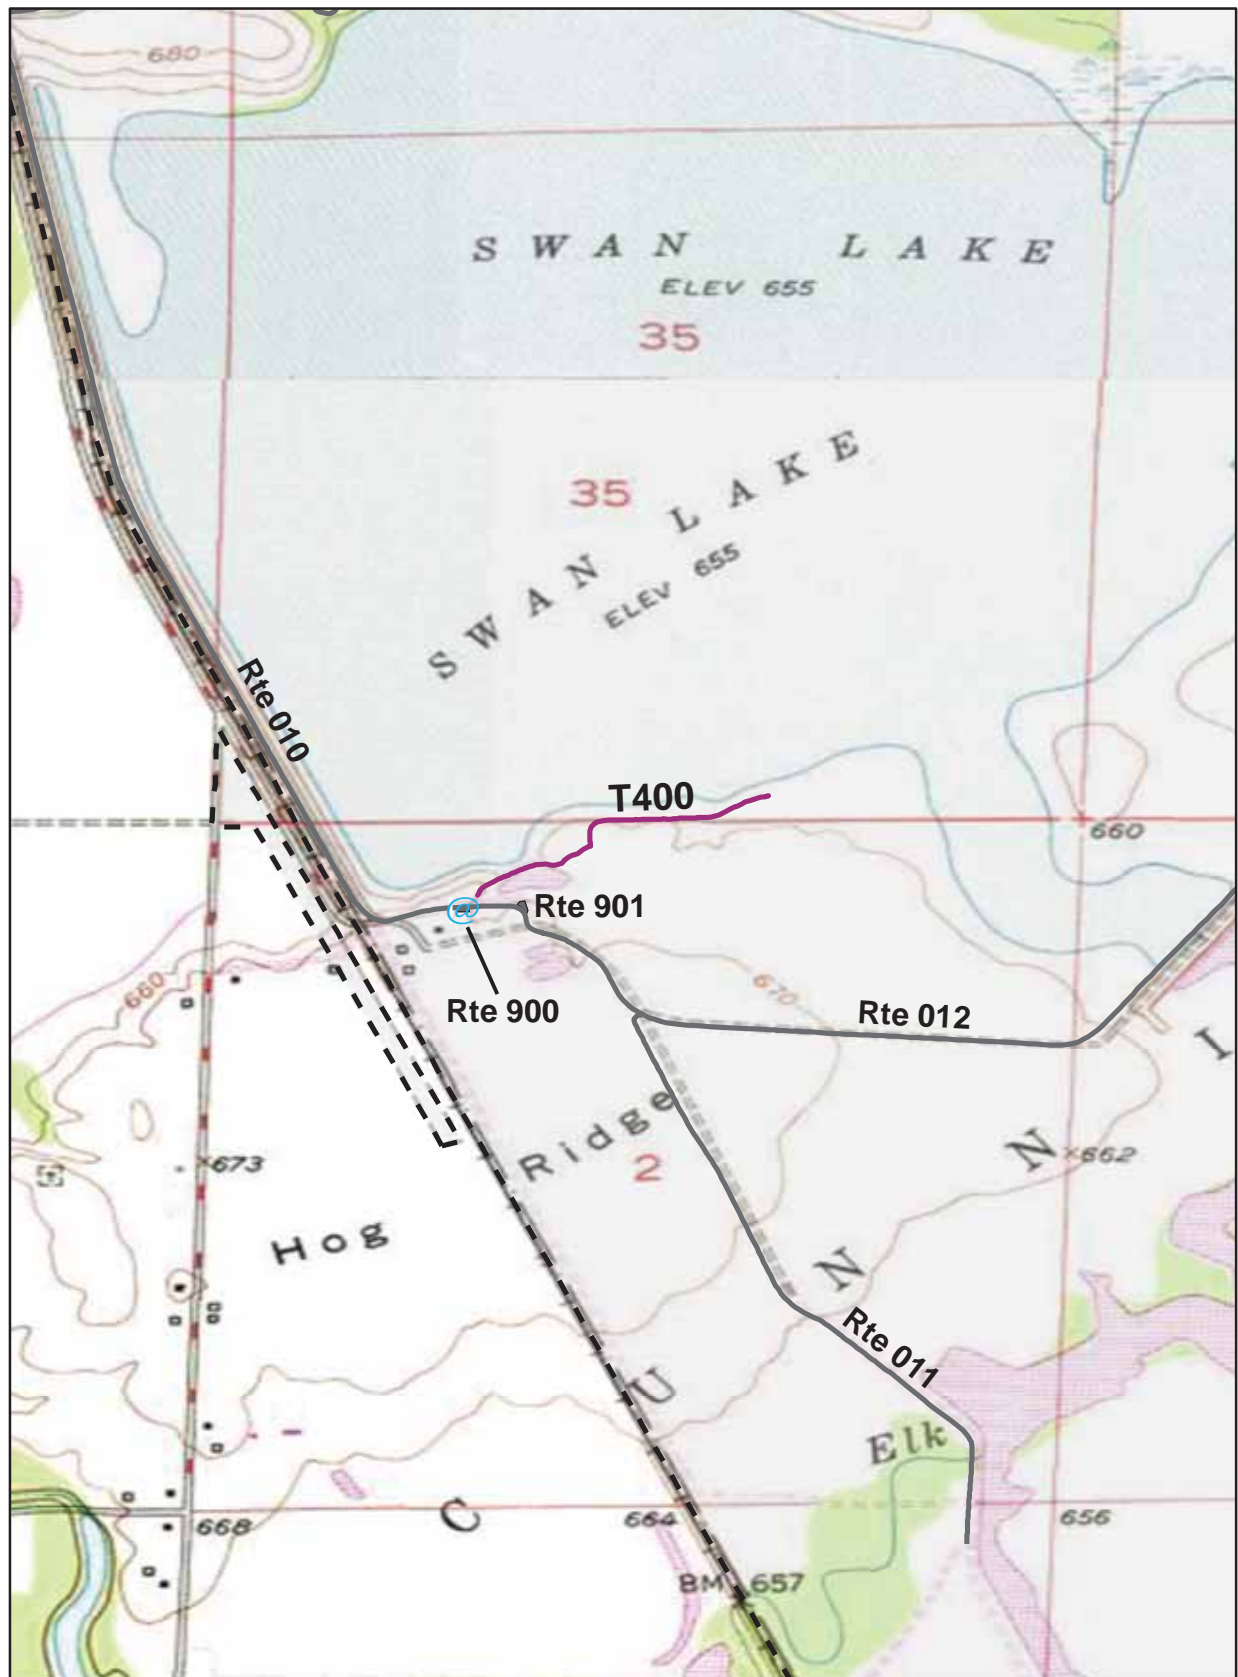 680
S W A N L A K E
ELEV 655
35
35
S W A N L A K E
ELEV 655
Rte 010
T400
660
@
Rte 901
660
670
Rte 900
Rte 012
I
Ridge
N
673
2
662
Hog
N
Rte 011
U
Elk
C
668
664
656
BM 657